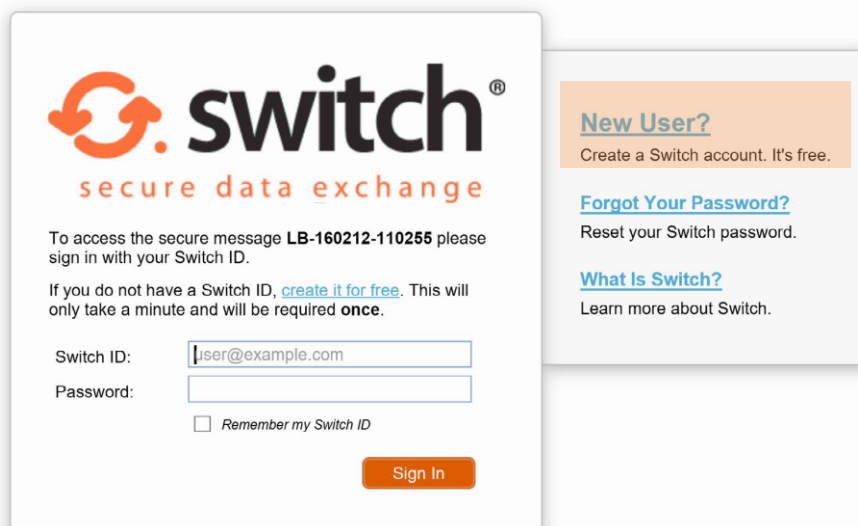 switch®
secure data exchange
To access the secure message LB-160212-110255 please
sign in with your Switch ID.
If you do not have a Switch ID, create it for free. This will
only take a minute and will be required once.
Switch ID:
user@example.com
Password:
Remember my Switch ID
Sign In
New User?
Create a Switch account. It's free.
Forgot Your Password?
Reset your Switch password.
What Is Switch?
Learn more about Switch.